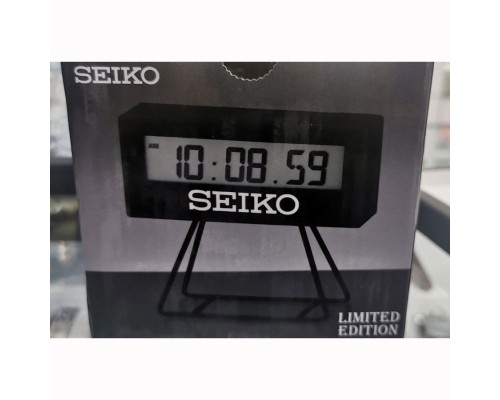 SEIKO
10:08.59
SEIKO
LIMITED
EDITION